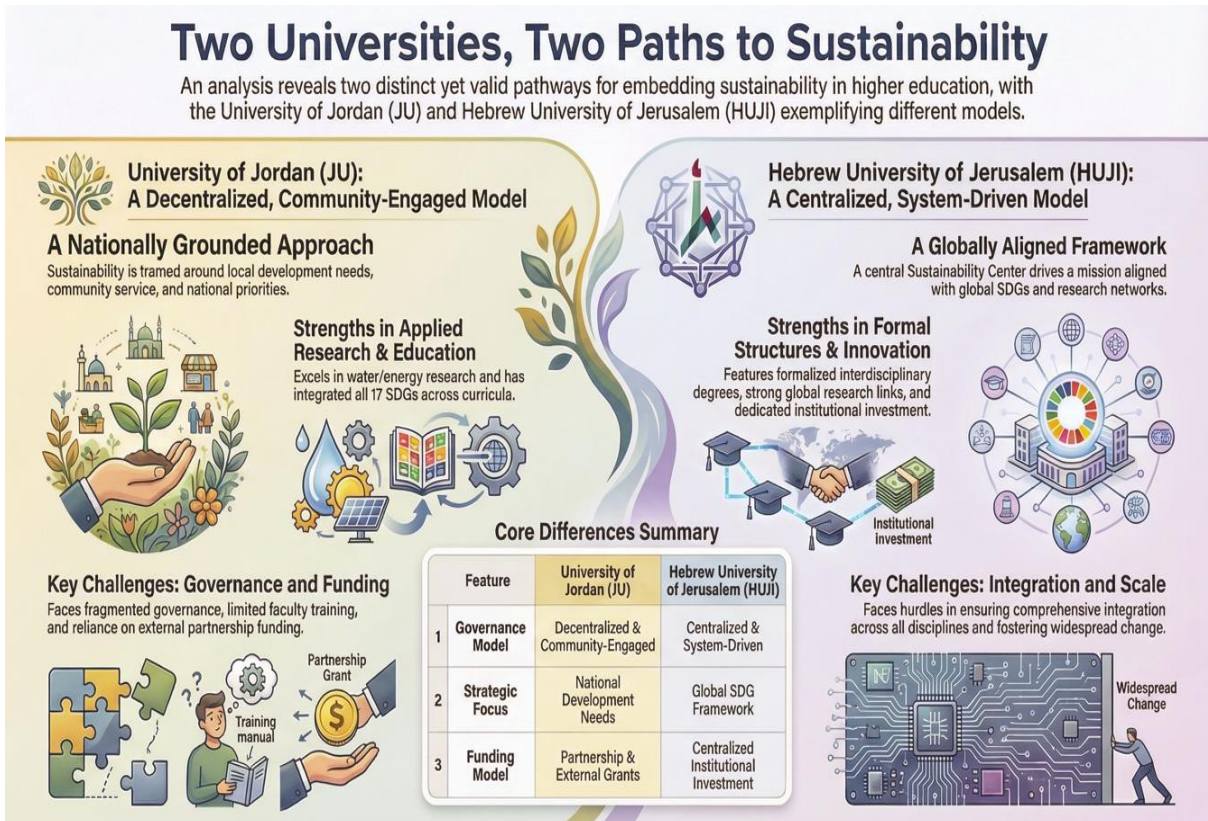 Two Universities, Two Paths to Sustainability
An analysis reveals two distinct yet valid pathways for embedding sustainability in higher education, with
the University of Jordan (JU) and Hebrew University of Jerusalem (HUJI) exemplifying different models.
University of Jordan (JU):
A Decentralized, Community-Engaged Model
A Nationally Grounded Approach
Sustainability is tramed around local development needs,
community service, and national priorities.
Strengths in Applied
Research & Education
Excels in water/energy research and has
integrated all 17 SDGs across curricula.
Key Challenges: Governance and Funding
Faces fragmented governance, limited faculty training,
and reliance on external partnership funding.
Partnership
Grant
Training
manual
Hebrew University of Jerusalem (HUJI):
A Centralized, System-Driven Model
A Globally Aligned Framework
A central Sustainability Center drives a mission aligned
with global SDGs and research networks.
Strengths in Formal
Structures & Innovation
Features formalized interdisciplinary
degrees, strong global research links, and
dedicated institutional investment.
Institutional
investment
Key Challenges: Integration and Scale
Faces hurdles in ensuring comprehensive integration
across all disciplines and fostering widespread change.
Widespread
Change
Core Differences Summary
Feature
University of
Jordan (JU)
Hebrew University
of Jerusalem (HUJI)
1
Governance
Model
Decentralized &
Community-Engaged
Centralized &
System-Driven
2
Strategic
Focus
National
Development
Needs
Global SDG
Framework
3
Funding
Model
Partnership &
External Grants
Centralized
Institutional
Investment